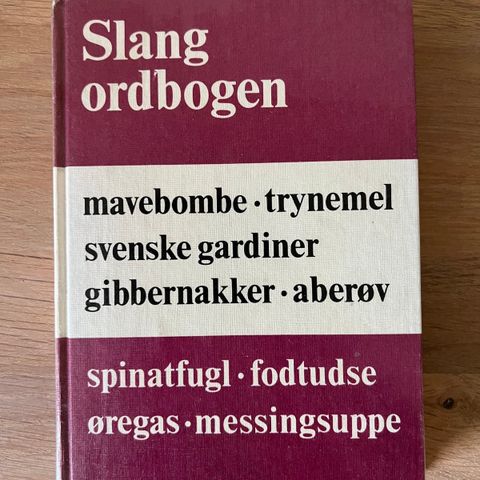 Slang
ordbogen
mavebombe · trynemel
svenske gardiner
gibbernakker · aberøv
spinatfugl · fodtudse
øregas · messingsuppe